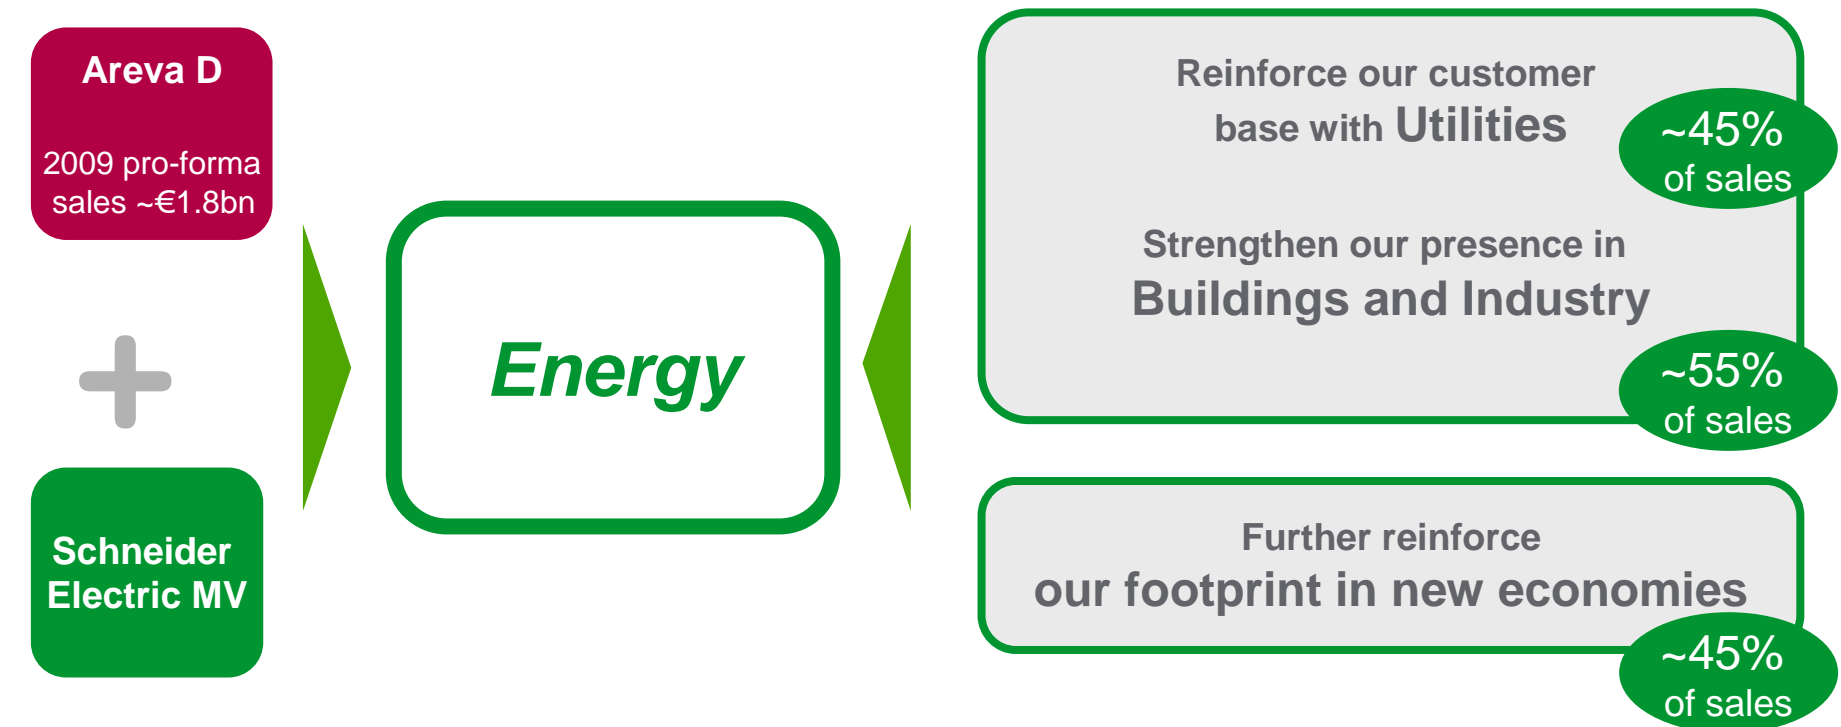 Areva D
2009 pro-forma
sales ~€1.8bn
+
Schneider
Electric MV
Energy
Reinforce our customer
base with Utilities
~45%
of sales
Strengthen our presence in
Buildings and Industry
~55%
of sales
Further reinforce
our footprint in new economies
~45%
of sales